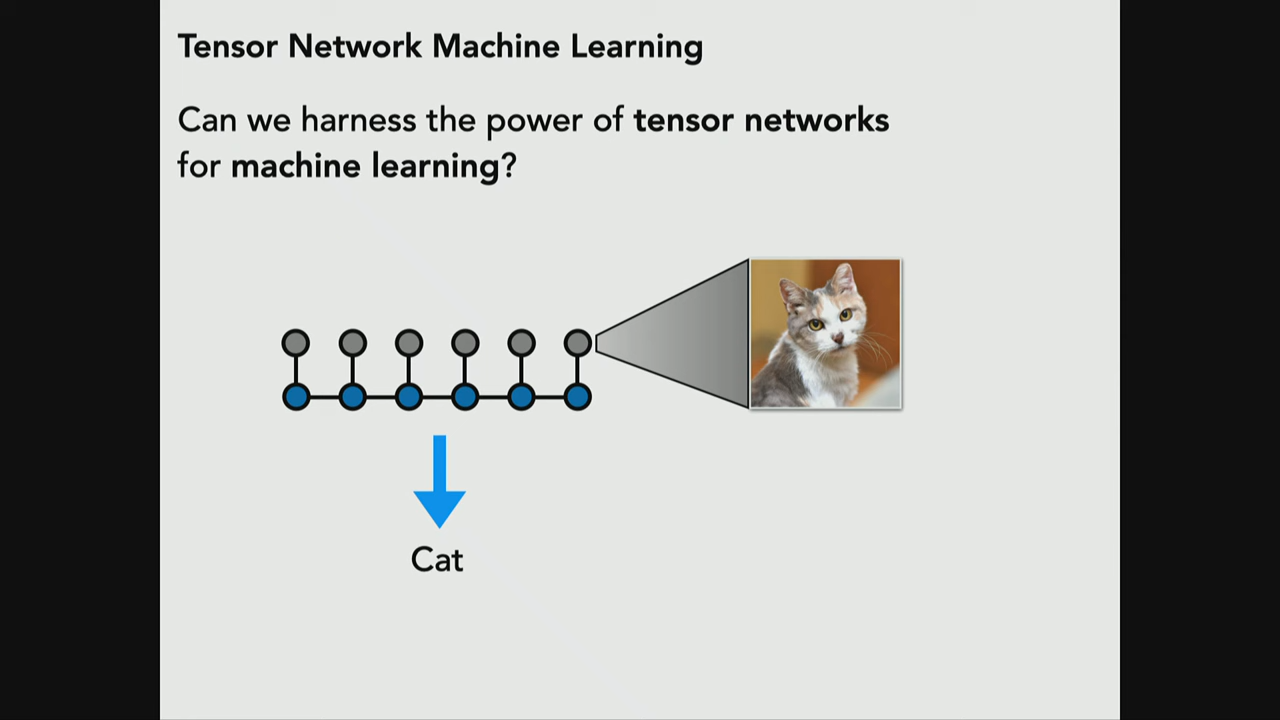 Tensor Network Machine Learning
Can we harness the power of tensor networks
for machine learning?
Cat